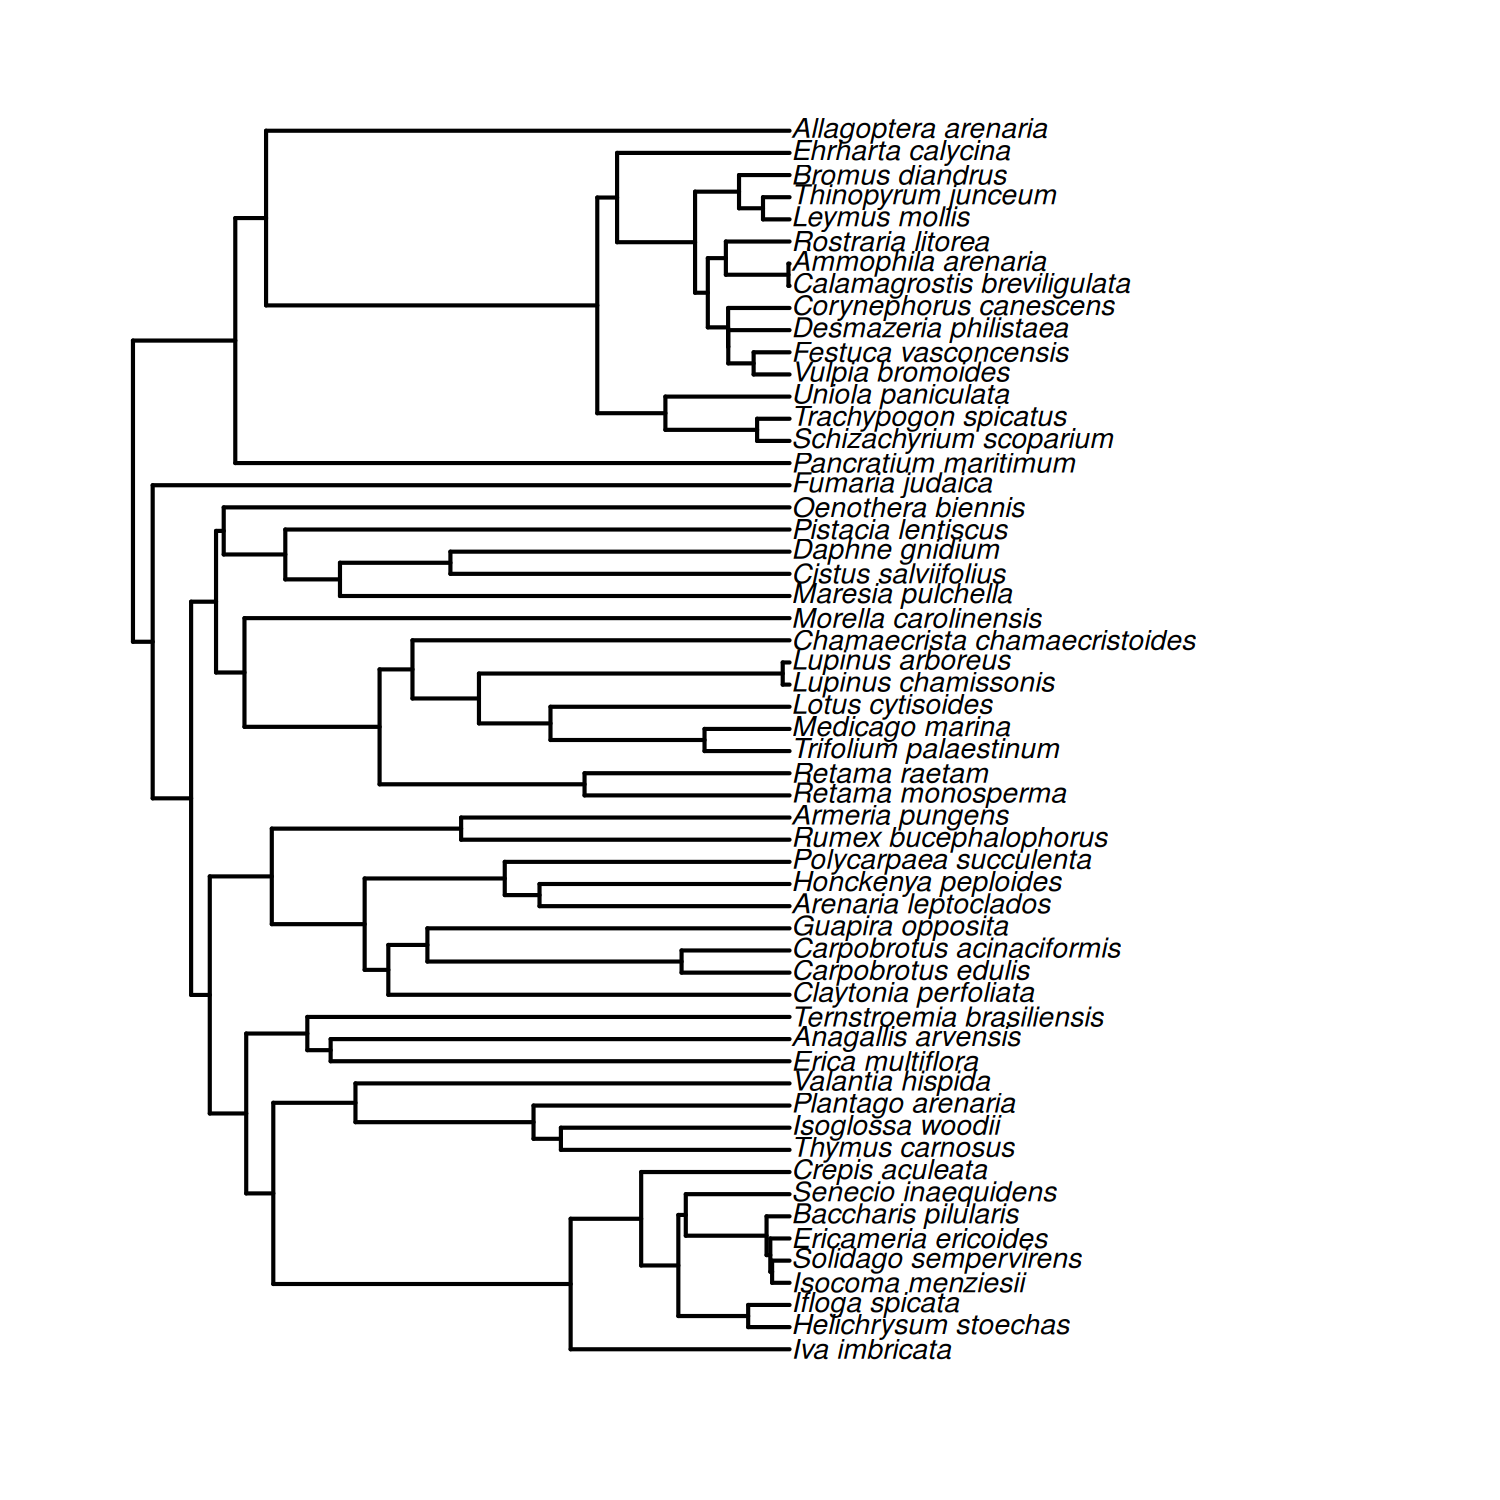 Allagoptera arenaria
Ehrharta calycina
Bromus diandrus
Thinopyrum junceum
Leymus mollis
Rostraria litorea
Ammophila arenaria
Calamagrostis breviligulata
Corynephorus canescens
Desmazeria philistaea
Festuca vasconcensis
Vulpia bromoides
Uniola paniculata
Trachypogon spicatus
Schizachyrium scoparium
Pancratium maritimum
Fumaria judaica
Oenothera biennis
Pistacia lentiscus
Daphne gnidium
Cistus salviifolius
Maresia pulchella
Morella carolinensis
Chamaecrista chamaecristoides
Lupinus arboreus
Lupinus chamissonis
Lotus cytisoides
Medicago marina
Trifolium palaestinum
Retama raetam
Retama monosperma
Armeria pungens
Rumex bucephalophorus
Polycarpaea succulenta
Honckenya peploides
Arenaria leptoclados
Guapira opposita
Carpobrotus acinaciformis
Carpobrotus edulis
Claytonia perfoliata
Ternstroemia brasiliensis
Anagallis arvensis
Erica multiflora
Valantia hispida
Plantago arenaria
Isoglossa woodii
Thymus carnosus
Crepis aculeata
Senecio inaequidens
Baccharis pilularis
Ericameria ericoides
Solidago sempervirens
Isocoma menziesii
Ifloga spicata
Helichrysum stoechas
Iva imbricata